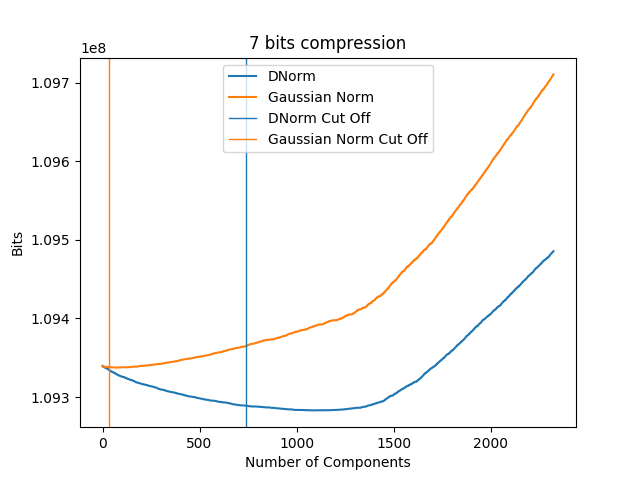 7 bits compression
1e8
DNorm
Gaussian Norm
DNorm Cut Off
Gaussian Norm Cut Off
1.097
1.096
1.095
1.094
1.093
Bits
0 500 1000 1500 2000
Number of Components